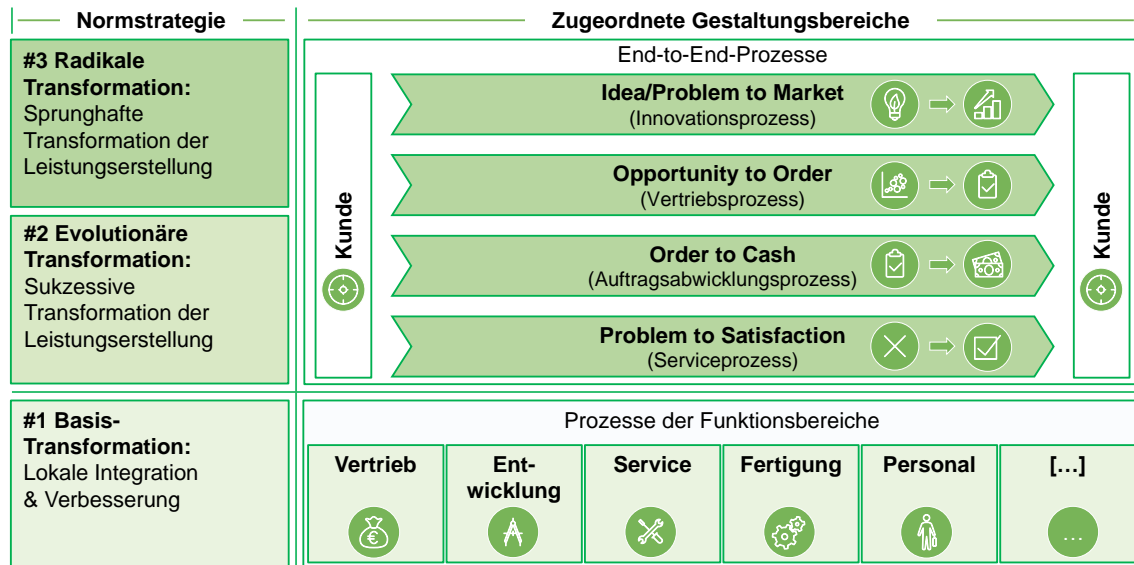 Normstrategie
Zugeordnete Gestaltungsbereiche
#3 Radikale
Transformation:
Sprunghafte
Transformation der
Leistungserstellung
#2 Evolutionäre
Transformation:
Sukzessive
Transformation der
Leistungserstellung
End-to-End-Prozesse
Kunde
Idea/Problem to Market
(Innovationsprozess)
Opportunity to Order
(Vertriebsprozess)
Order to Cash
(Auftragsabwicklungsprozess)
Problem to Satisfaction
(Serviceprozess)
Kunde
#1 Basis-
Transformation:
Lokale Integration
& Verbesserung
Prozesse der Funktionsbereiche
Vertrieb
€
Ent-
wicklung
Service
Fertigung
Personal
[…]
…